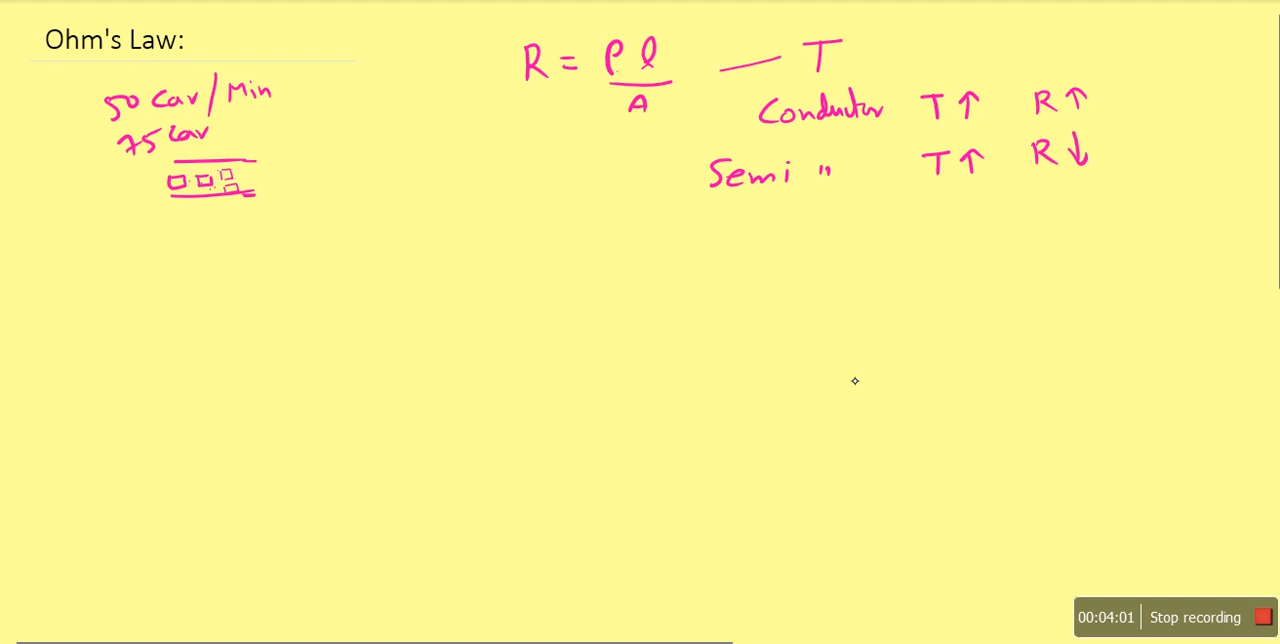 Ohm's Law:
50 Car / Min
75 Car
R = ρ l / A — T
Conductor T ↑ R ↑
Semi " T ↑ R ↓
00:04:01 Stop recording